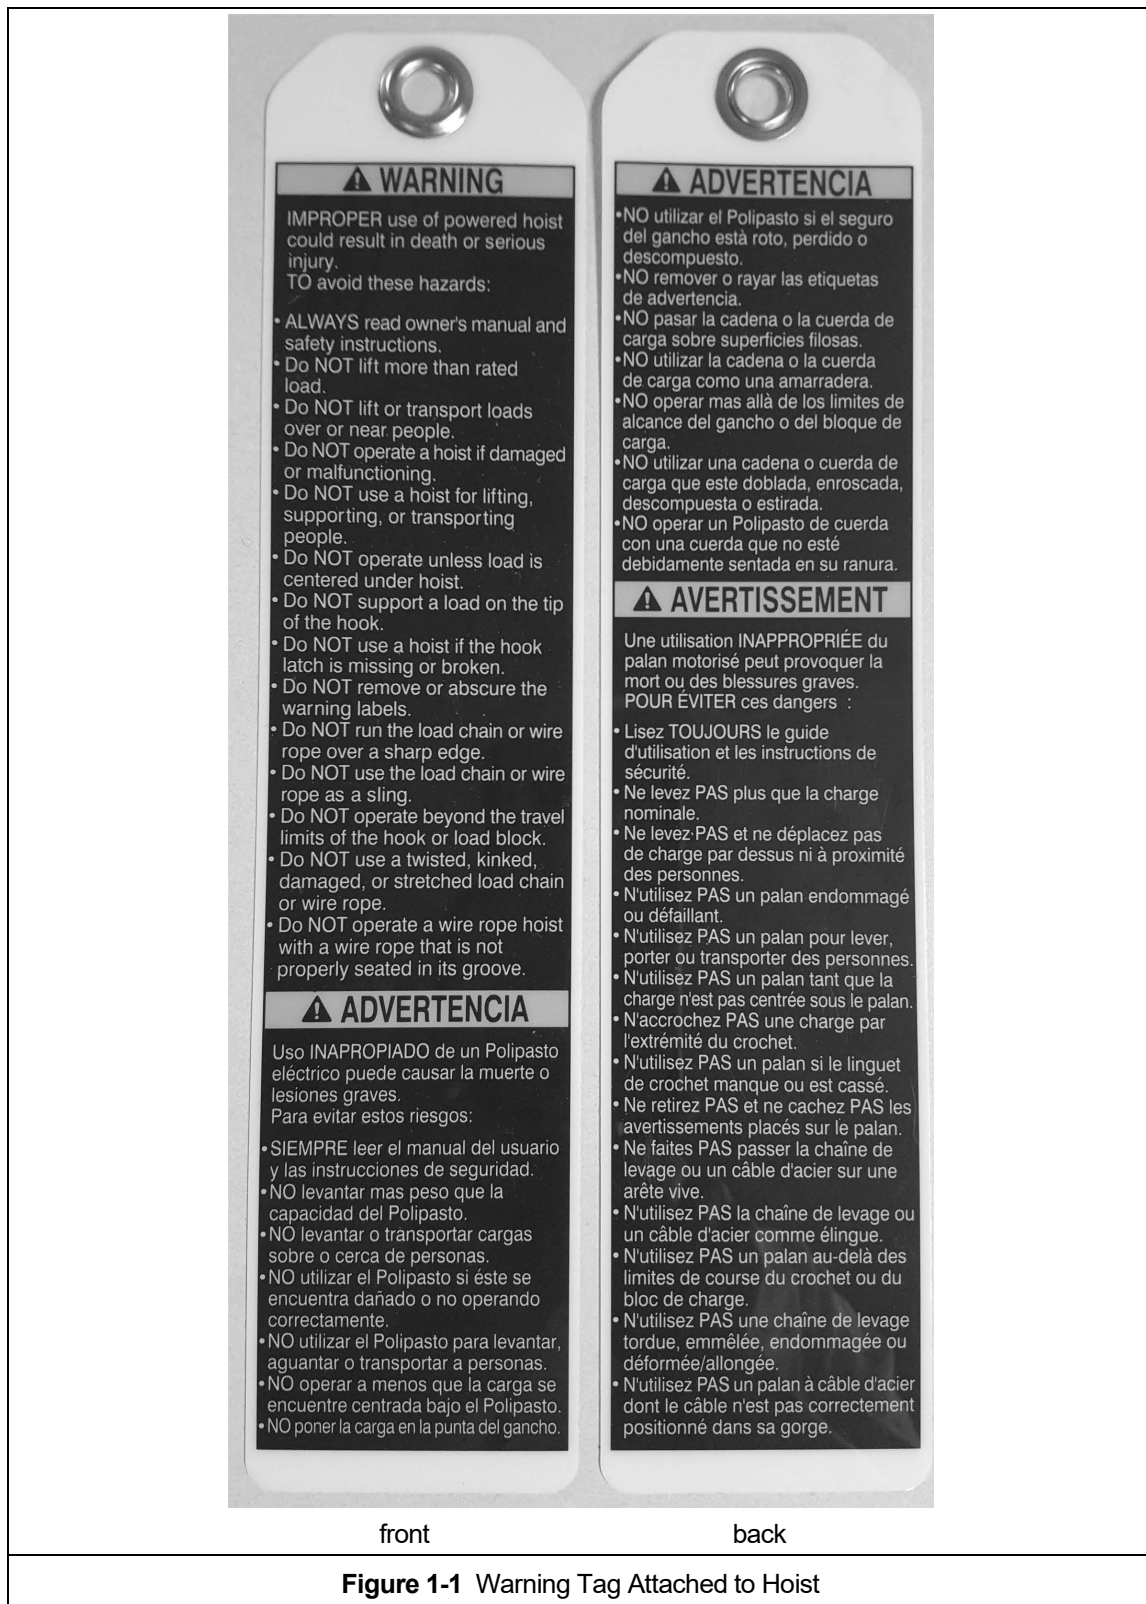 ⚠ WARNING
IMPROPER use of powered hoist
could result in death or serious
injury.
TO avoid these hazards:
• ALWAYS read owner's manual and
safety instructions.
• Do NOT lift more than rated
load.
• Do NOT lift or transport loads
over or near people.
• Do NOT operate a hoist if damaged
or malfunctioning.
• Do NOT use a hoist for lifting,
supporting, or transporting
people.
• Do NOT operate unless load is
centered under hoist.
• Do NOT support a load on the tip
of the hook.
• Do NOT use a hoist if the hook
latch is missing or broken.
• Do NOT remove or abscure the
warning labels.
• Do NOT run the load chain or wire
rope over a sharp edge.
• Do NOT use the load chain or wire
rope as a sling.
• Do NOT operate beyond the travel
limits of the hook or load block.
• Do NOT use a twisted, kinked,
damaged, or stretched load chain
or wire rope.
• Do NOT operate a wire rope hoist
with a wire rope that is not
properly seated in its groove.
⚠ ADVERTENCIA
Uso INAPROPIADO de un Polipasto
eléctrico puede causar la muerte o
lesiones graves.
Para evitar estos riesgos:
• SIEMPRE leer el manual del usuario
y las instrucciones de seguridad.
• NO levantar mas peso que la
capacidad del Polipasto.
• NO levantar o transportar cargas
sobre o cerca de personas.
• NO utilizar el Polipasto si éste se
encuentra dañado o no operando
correctamente.
• NO utilizar el Polipasto para levantar,
aguantar o transportar a personas.
• NO operar a menos que la carga se
encuentre centrada bajo el Polipasto.
• NO poner la carga en la punta del gancho.
⚠ ADVERTENCIA
• NO utilizar el Polipasto si el seguro
del gancho està roto, perdido o
descompuesto.
• NO remover o rayar las etiquetas
de advertencia.
• NO pasar la cadena o la cuerda de
carga sobre superficies filosas.
• NO utilizar la cadena o la cuerda
de carga como una amarradera.
• NO operar mas allà de los limites de
alcance del gancho o del bloque de
carga.
• NO utilizar una cadena o cuerda de
carga que este doblada, enroscada,
descompuesta o estirada.
• NO operar un Polipasto de cuerda
con una cuerda que no esté
debidamente sentada en su ranura.
⚠ AVERTISSEMENT
Une utilisation INAPPROPRIÉE du
palan motorisé peut provoquer la
mort ou des blessures graves.
POUR ÉVITER ces dangers :
• Lisez TOUJOURS le guide
d'utilisation et les instructions de
sécurité.
• Ne levez PAS plus que la charge
nominale.
• Ne levez PAS et ne déplacez pas
de charge par dessus ni à proximité
des personnes.
• N'utilisez PAS un palan endommagé
ou défaillant.
• N'utilisez PAS un palan pour lever,
porter ou transporter des personnes.
• N'utilisez PAS un palan tant que la
charge n'est pas centrée sous le palan.
• N'accrochez PAS une charge par
l'extrémité du crochet.
• N'utilisez PAS un palan si le linguet
de crochet manque ou est cassé.
• Ne retirez PAS et ne cachez PAS les
avertissements placés sur le palan.
• Ne faites PAS passer la chaîne de
levage ou un câble d'acier sur une
arête vive.
• N'utilisez PAS la chaîne de levage ou
un câble d'acier comme élingue.
• N'utilisez PAS un palan au-delà des
limites de course du crochet ou du
bloc de charge.
• N'utilisez PAS une chaîne de levage
tordue, emmêlée, endommagée ou
déformée/allongée.
• N'utilisez PAS un palan à câble d'acier
dont le câble n'est pas correctement
positionné dans sa gorge.
front
back
Figure 1-1 Warning Tag Attached to Hoist